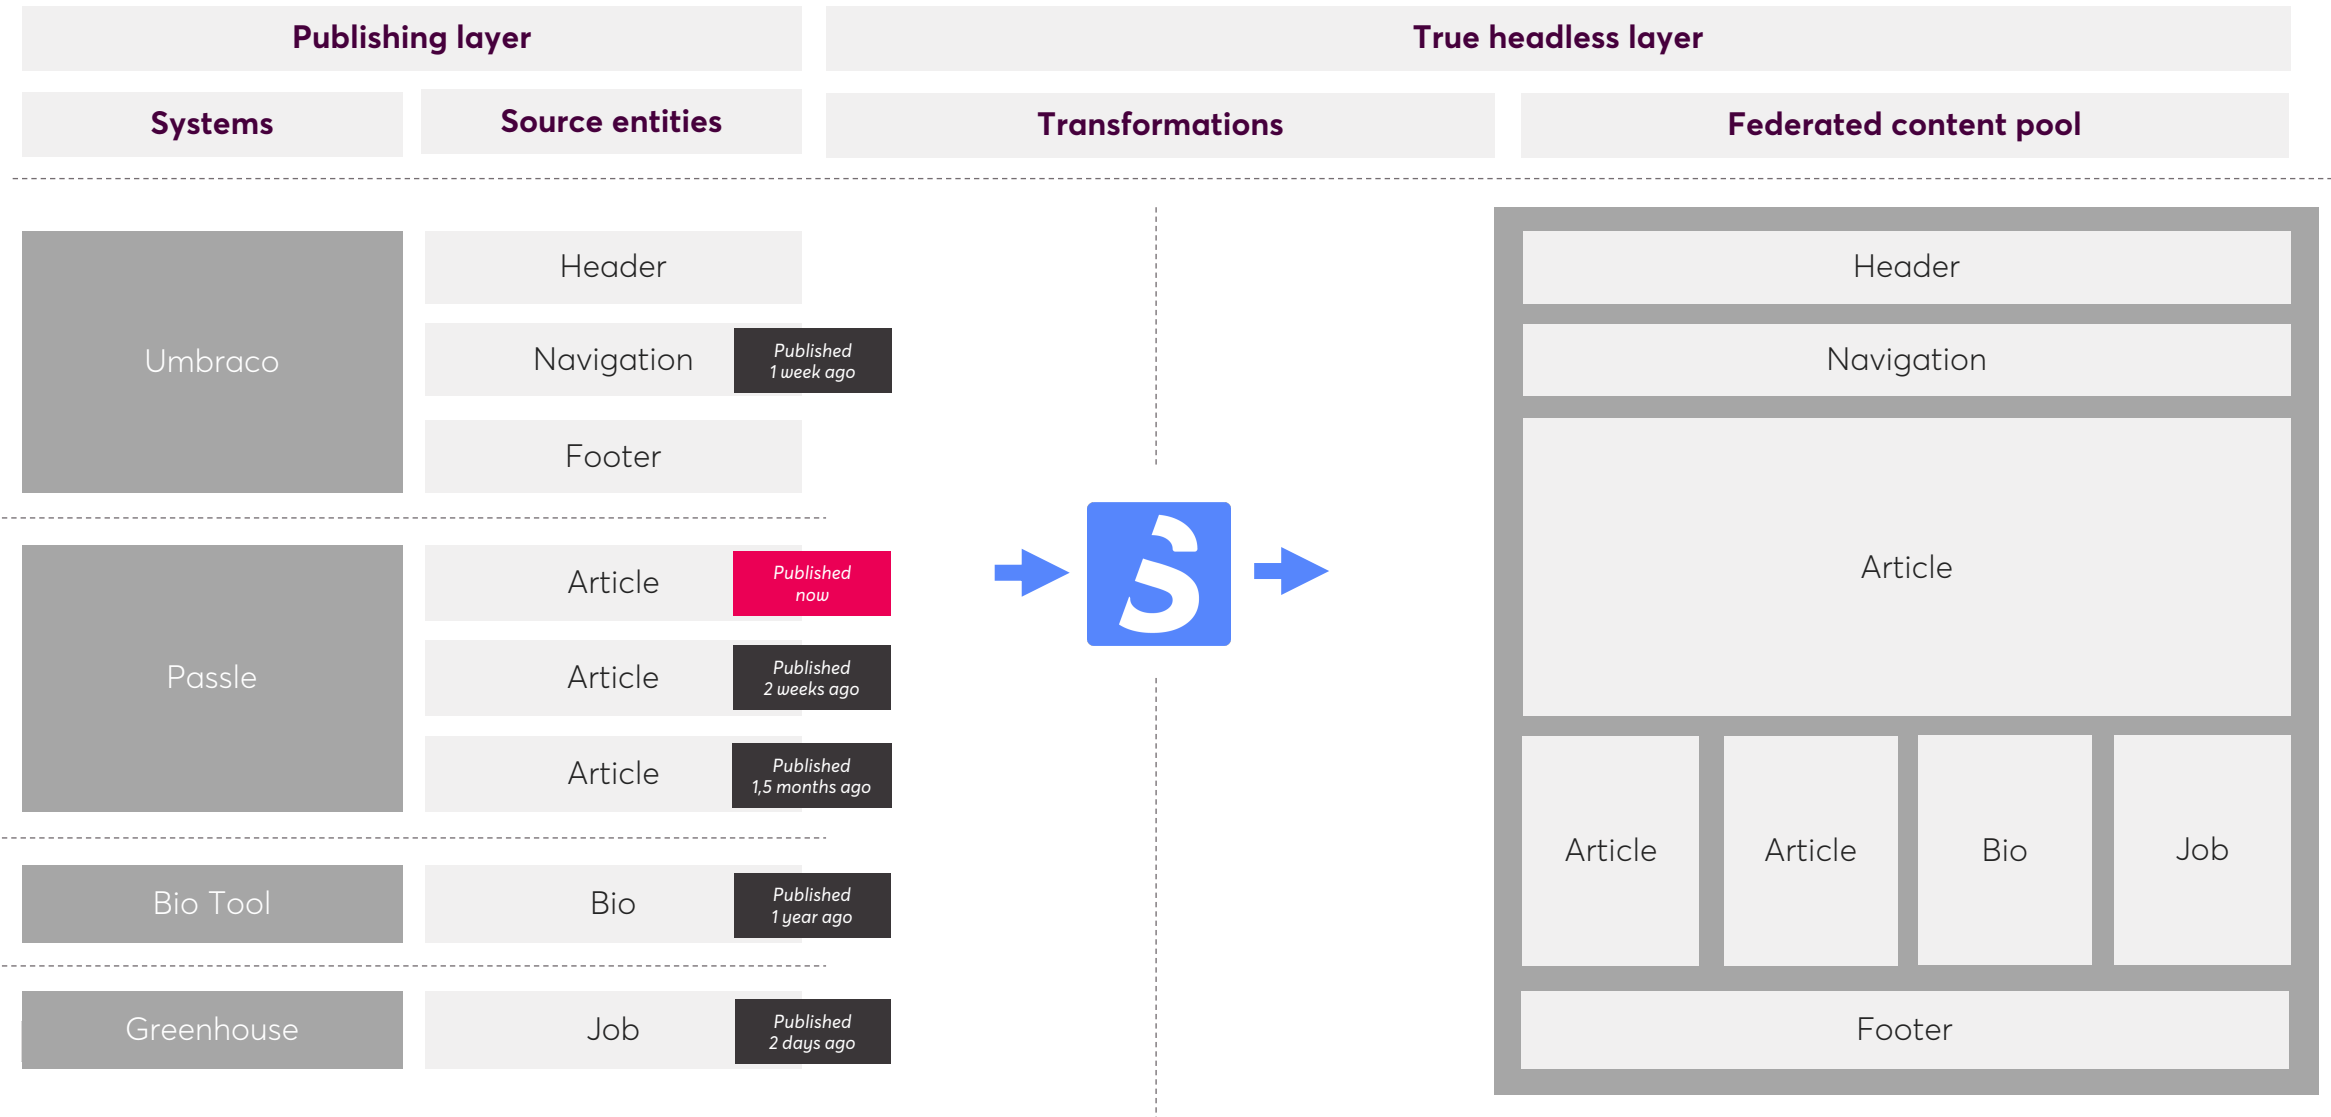 Publishing layer
True headless layer
Systems
Source entities
Transformations
Federated content pool
Umbraco
Header
Navigation
Published
1 week ago
Footer
Passle
Article
Published
now
Article
Published
2 weeks ago
Article
Published
1,5 months ago
Bio Tool
Bio
Published
1 year ago
Greenhouse
Job
Published
2 days ago
S
Header
Navigation
Article
Article
Article
Bio
Job
Footer